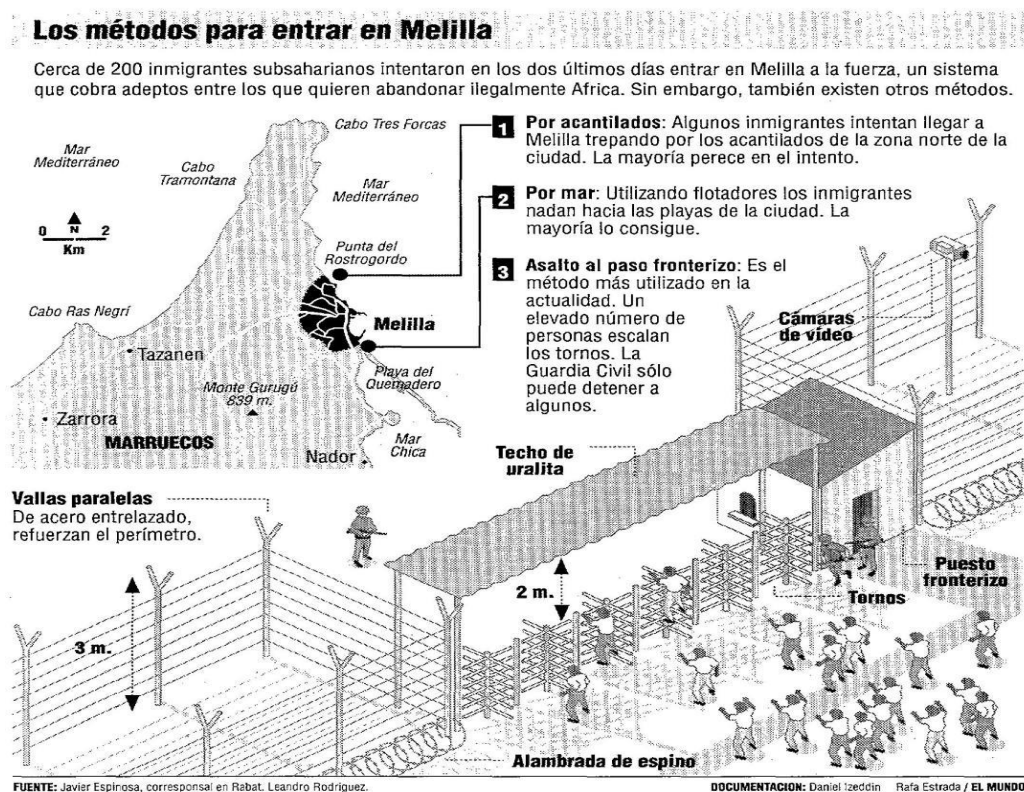 Los métodos para entrar en Melilla
Cerca de 200 inmigrantes subsaharianos intentaron en los dos últimos días entrar en Melilla a la fuerza, un sistema
que cobra adeptos entre los que quieren abandonar ilegalmente Africa. Sin embargo, también existen otros métodos.
Cabo Tres Forcas
Mar
Mediterráneo
Cabo
Tramontana
Mar
Mediterráneo
0 N 2
Km
Punta del
Rostrogordo
Cabo Ras Negrí
Melilla
Tazanen
Playa del
Quemadero
Monte Gurugú
839 m.
Zarrora
MARRUECOS
Mar
Chica
Nador
1 Por acantilados: Algunos inmigrantes intentan llegar a
Melilla trepando por los acantilados de la zona norte de la
ciudad. La mayoría perece en el intento.
2 Por mar: Utilizando flotadores los inmigrantes
nadan hacia las playas de la ciudad. La
mayoría lo consigue.
3 Asalto al paso fronterizo: Es el
método más utilizado en la
actualidad. Un
elevado número de
personas escalan
los tornos. La
Guardia Civil sólo
puede detener a
algunos.
Cámaras
de vídeo
Techo de
uralita
Vallas paralelas
De acero entrelazado,
refuerzan el perímetro.
Puesto
fronterizo
2 m.
Tornos
3 m.
Alambrada de espino
FUENTE: Javier Espinosa, corresponsal en Rabat. Leandro Rodríguez.
DOCUMENTACION: Daniel Izeddin Rafa Estrada / EL MUNDO